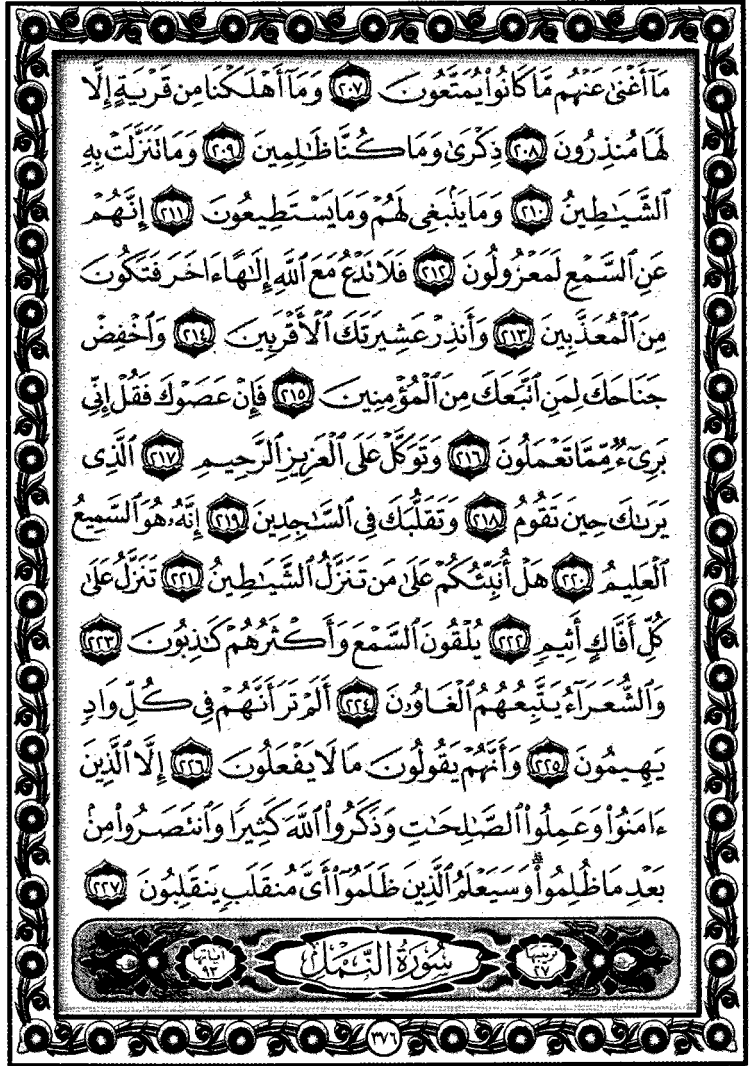 مَآ أَغْنَىٰ عَنْهُم مَّا كَانُوا۟ يُمَتَّعُونَ ٢٠٧ وَمَآ أَهْلَكْنَا مِن قَرْيَةٍ إِلَّا
لَهَا مُنذِرُونَ ٢٠٨ ذِكْرَىٰ وَمَا كُنَّا ظَٰلِمِينَ ٢٠٩ وَمَا تَنَزَّلَتْ بِهِ
ٱلشَّيَٰطِينُ ٢١٠ وَمَا يَنۢبَغِى لَهُمْ وَمَا يَسْتَطِيعُونَ ٢١١ إِنَّهُمْ
عَنِ ٱلسَّمْعِ لَمَعْزُولُونَ ٢١٢ فَلَا تَدْعُ مَعَ ٱللَّهِ إِلَٰهًا ءَاخَرَ فَتَكُونَ
مِنَ ٱلْمُعَذَّبِينَ ٢١٣ وَأَنذِرْ عَشِيرَتَكَ ٱلْأَقْرَبِينَ ٢١٤ وَٱخْفِضْ
جَنَاحَكَ لِمَنِ ٱتَّبَعَكَ مِنَ ٱلْمُؤْمِنِينَ ٢١٥ فَإِنْ عَصَوْكَ فَقُلْ إِنِّى
بَرِىٓءٌ مِّمَّا تَعْمَلُونَ ٢١٦ وَتَوَكَّلْ عَلَى ٱلْعَزِيزِ ٱلرَّحِيمِ ٢١٧ ٱلَّذِى
يَرَىٰكَ حِينَ تَقُومُ ٢١٨ وَتَقَلُّبَكَ فِى ٱلسَّٰجِدِينَ ٢١٩ إِنَّهُۥ هُوَ ٱلسَّمِيعُ
ٱلْعَلِيمُ ٢٢٠ هَلْ أُنَبِّئُكُمْ عَلَىٰ مَن تَنَزَّلُ ٱلشَّيَٰطِينُ ٢٢١ تَنَزَّلُ عَلَىٰ
كُلِّ أَفَّاكٍ أَثِيمٍ ٢٢٢ يُلْقُونَ ٱلسَّمْعَ وَأَكْثَرُهُمْ كَٰذِبُونَ ٢٢٣
وَٱلشُّعَرَآءُ يَتَّبِعُهُمُ ٱلْغَاوُۥنَ ٢٢٤ أَلَمْ تَرَ أَنَّهُمْ فِى كُلِّ وَادٍ
يَهِيمُونَ ٢٢٥ وَأَنَّهُمْ يَقُولُونَ مَا لَا يَفْعَلُونَ ٢٢٦ إِلَّا ٱلَّذِينَ
ءَامَنُوا۟ وَعَمِلُوا۟ ٱلصَّٰلِحَٰتِ وَذَكَرُوا۟ ٱللَّهَ كَثِيرًا وَٱنتَصَرُوا۟ مِنۢ
بَعْدِ مَا ظُلِمُوا۟ ۗ وَسَيَعْلَمُ ٱلَّذِينَ ظَلَمُوٓا۟ أَىَّ مُنقَلَبٍ يَنقَلِبُونَ ٢٢٧
ترتيبها ٢٧ سُورَةُ النَّمْلِ آياتها ٩٣
٣٧٦